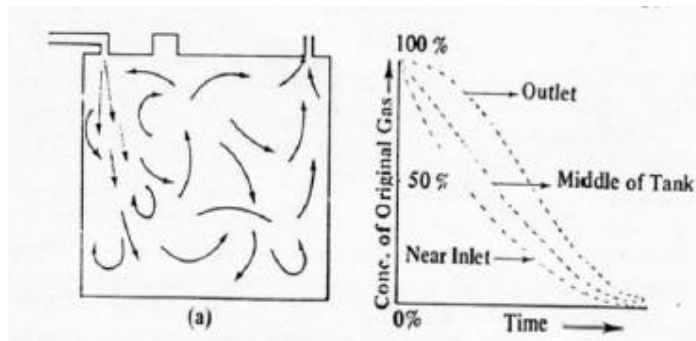 (a)
100 %
50 %
0%
Conc. of Original Gas
Outlet
Middle of Tank
Near Inlet
Time